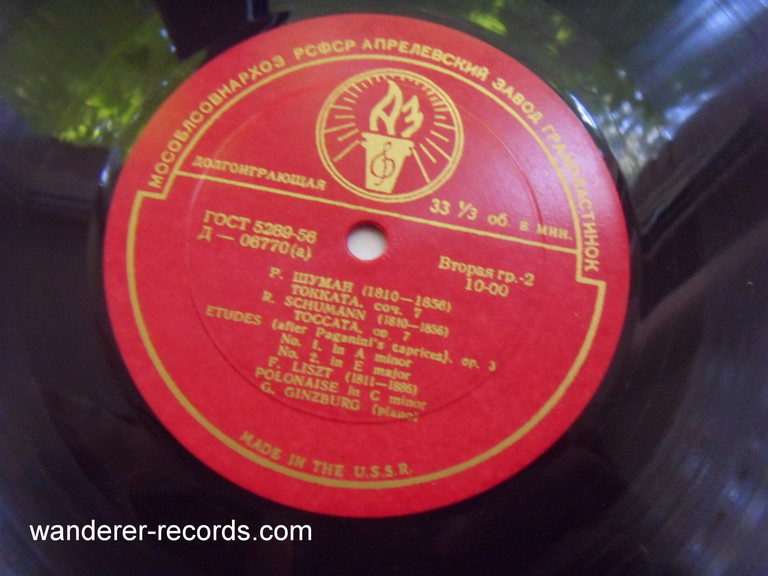 МОСОБЛСОВНАРХОЗ РСФСР АПРЕЛЕВСКИЙ ЗАВОД ГРАМПЛАСТИНОК
АЗ
ДОЛГОИГРАЮЩАЯ
33 ⅓ об. в мин.
ГОСТ 5289-56
Д — 06770(а)
Вторая гр.-2
10-00
Р. ШУМАН (1810—1856)
ТОККАТА, соч. 7
R. SCHUMANN (1810—1856)
TOCCATA, op. 7
ETUDES (after Paganini's caprices), op. 3
No. 1, in A minor
No. 2, in E major
F. LISZT (1811—1886)
POLONAISE in C minor
G. GINZBURG (piano)
MADE IN THE U.S.S.R.
wanderer-records.com